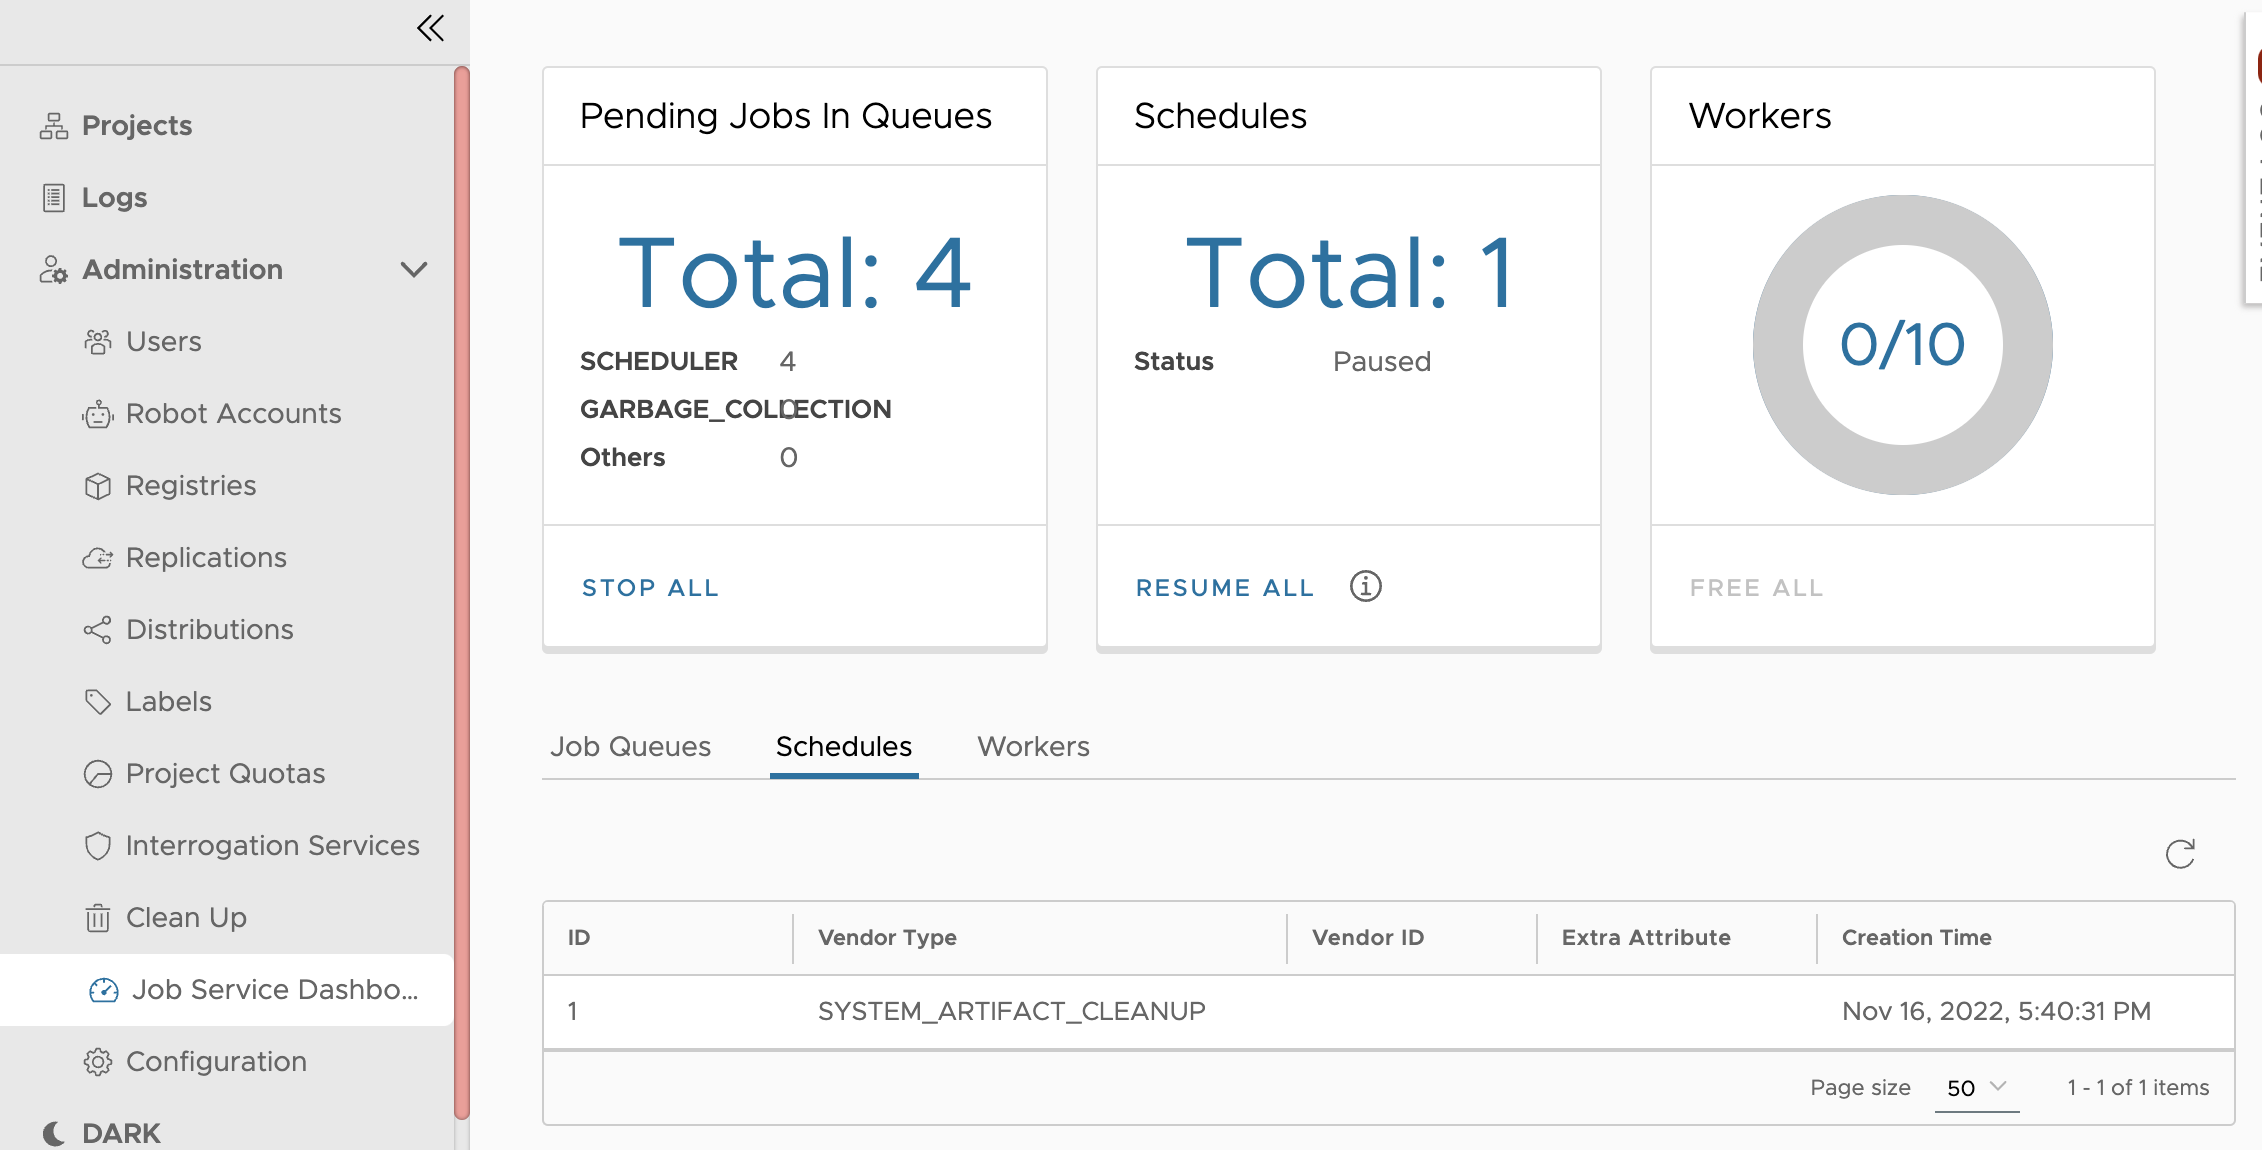 Projects
Logs
Administration
Users
Robot Accounts
Registries
Replications
Distributions
Labels
Project Quotas
Interrogation Services
Clean Up
Job Service Dashbo...
Configuration
DARK
Pending Jobs In Queues
Total: 4
SCHEDULER 4
GARBAGE_COLLECTION 0
Others 0
STOP ALL
Schedules
Total: 1
Status Paused
RESUME ALL
Workers
0/10
FREE ALL
Job Queues Schedules Workers
ID Vendor Type Vendor ID Extra Attribute Creation Time
1 SYSTEM_ARTIFACT_CLEANUP Nov 16, 2022, 5:40:31 PM
Page size 50 1 - 1 of 1 items